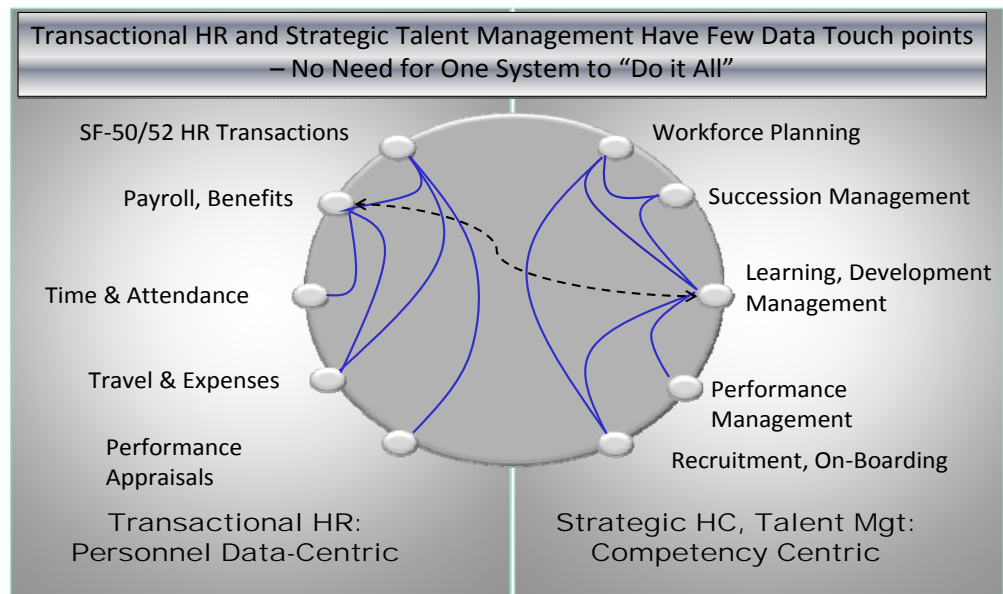 Transactional HR and Strategic Talent Management Have Few Data Touch points
– No Need for One System to “Do it All”
SF-50/52 HR Transactions
Payroll, Benefits
Time & Attendance
Travel & Expenses
Performance
Appraisals
Transactional HR:
Personnel Data-Centric
Workforce Planning
Succession Management
Learning, Development
Management
Performance
Management
Recruitment, On-Boarding
Strategic HC, Talent Mgt:
Competency Centric